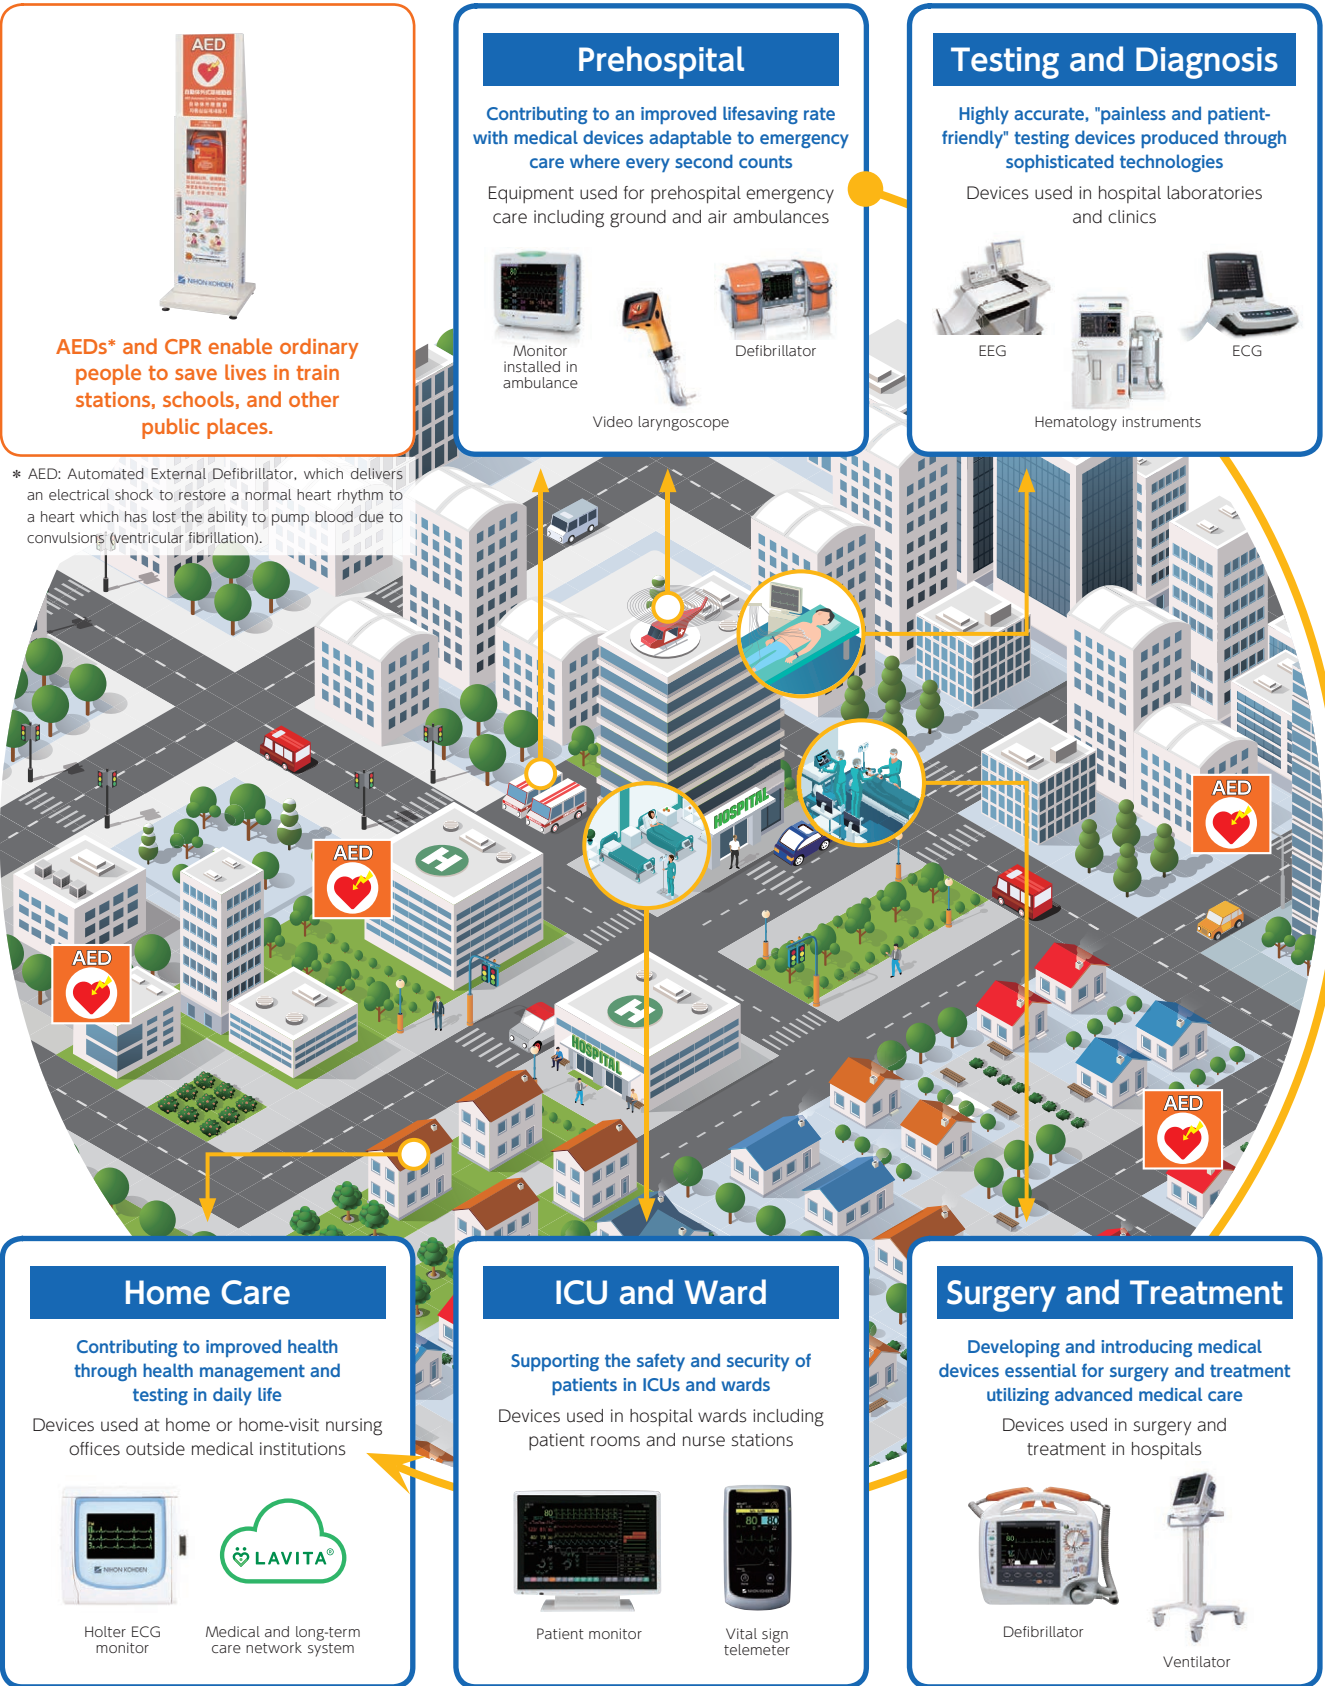 AED
NIHON KOHDEN
AEDs* and CPR enable ordinary
people to save lives in train
stations, schools, and other
public places.
* AED: Automated External Defibrillator, which delivers
an electrical shock to restore a normal heart rhythm to
a heart which has lost the ability to pump blood due to
convulsions (ventricular fibrillation).
Prehospital
Contributing to an improved lifesaving rate
with medical devices adaptable to emergency
care where every second counts
Equipment used for prehospital emergency
care including ground and air ambulances
80
Monitor
installed in
ambulance
Video laryngoscope
Defibrillator
Testing and Diagnosis
Highly accurate, "painless and patient-
friendly" testing devices produced through
sophisticated technologies
Devices used in hospital laboratories
and clinics
EEG
Hematology instruments
ECG
HOSPITAL
AED
AED
H
AED
H
HOSPITAL
AED
Home Care
Contributing to improved health
through health management and
testing in daily life
Devices used at home or home-visit nursing
offices outside medical institutions
NIHON KOHDEN
LAVITA®
Holter ECG
monitor
Medical and long-term
care network system
ICU and Ward
Supporting the safety and security of
patients in ICUs and wards
Devices used in hospital wards including
patient rooms and nurse stations
80
80 80
NIHON KOHDEN
Patient monitor
Vital sign
telemeter
Surgery and Treatment
Developing and introducing medical
devices essential for surgery and treatment
utilizing advanced medical care
Devices used in surgery and
treatment in hospitals
80
Defibrillator
Ventilator